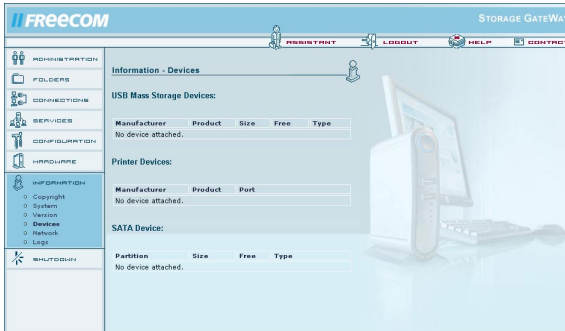 FREECOM
STORAGE GATEWA
ASSISTANT LOGOUT HELP CONTAC
ADMINISTRATION
FOLDERS
CONNECTIONS
SERVICES
CONFIGURATION
HARDWARE
INFORMATION
Copyright
System
Version
Devices
Network
Logs
SHUTDOWN
Information - Devices
USB Mass Storage Devices:
Manufacturer Product Size Free Type
No device attached.
Printer Devices:
Manufacturer Product Port
No device attached.
SATA Device:
Partition Size Free Type
No device attached.